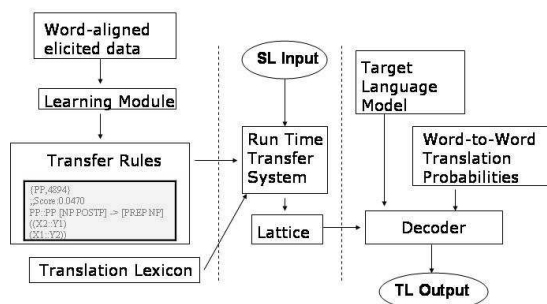 Word-aligned
elicited data
Learning Module
Transfer Rules
{PP,4894}
;;Score:0.0470
PP::PP [NP POSTP] -> [PREP NP]
((X2::Y1)
(X1::Y2))
Translation Lexicon
SL Input
Run Time
Transfer
System
Lattice
Target
Language
Model
Word-to-Word
Translation
Probabilities
Decoder
TL Output